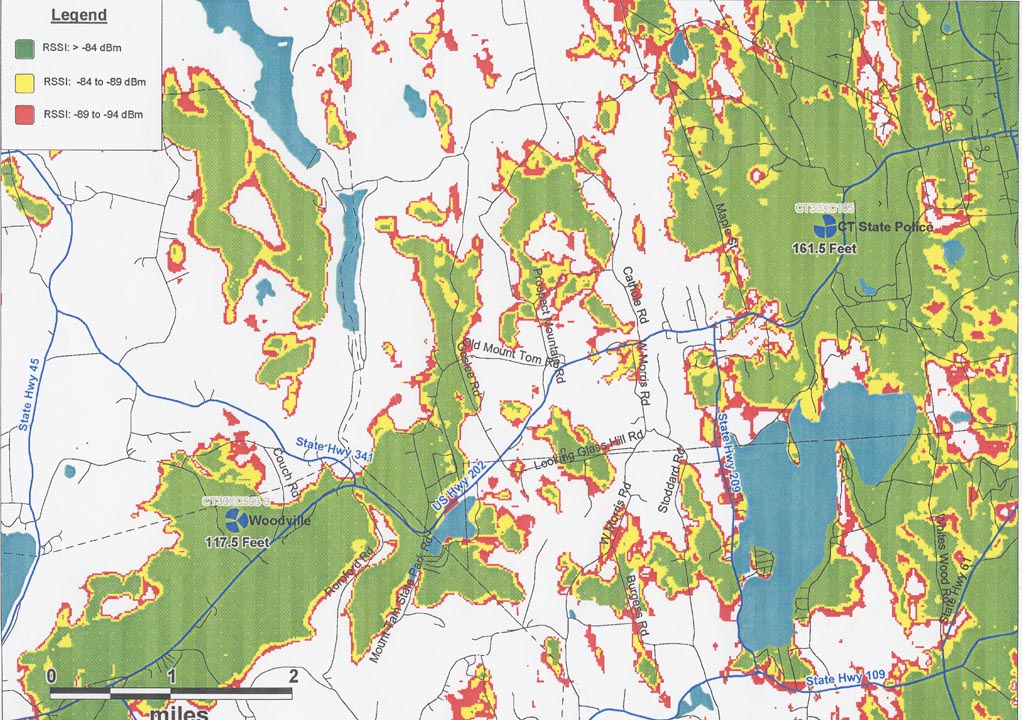 Legend
RSSI: > -84 dBm
RSSI: -84 to -89 dBm
RSSI: -89 to -94 dBm
Maple St
CT State Police
161.5 Feet
Cathole Rd
Prospect Mountain Rd
Old Mount Tom Rd
N Morris Rd
State Hwy 45
State Hwy 341
Couch Rd
US Hwy 202
Looking Glass Hill Rd
State Hwy 209
Stoddard Rd
W Morris Rd
Woodville
117.5 Feet
Romford Rd
Mount Tom State Park Rd
Burgess Rd
Whites Wood Rd
State Hwy 61
State Hwy 109
0 1 2
miles